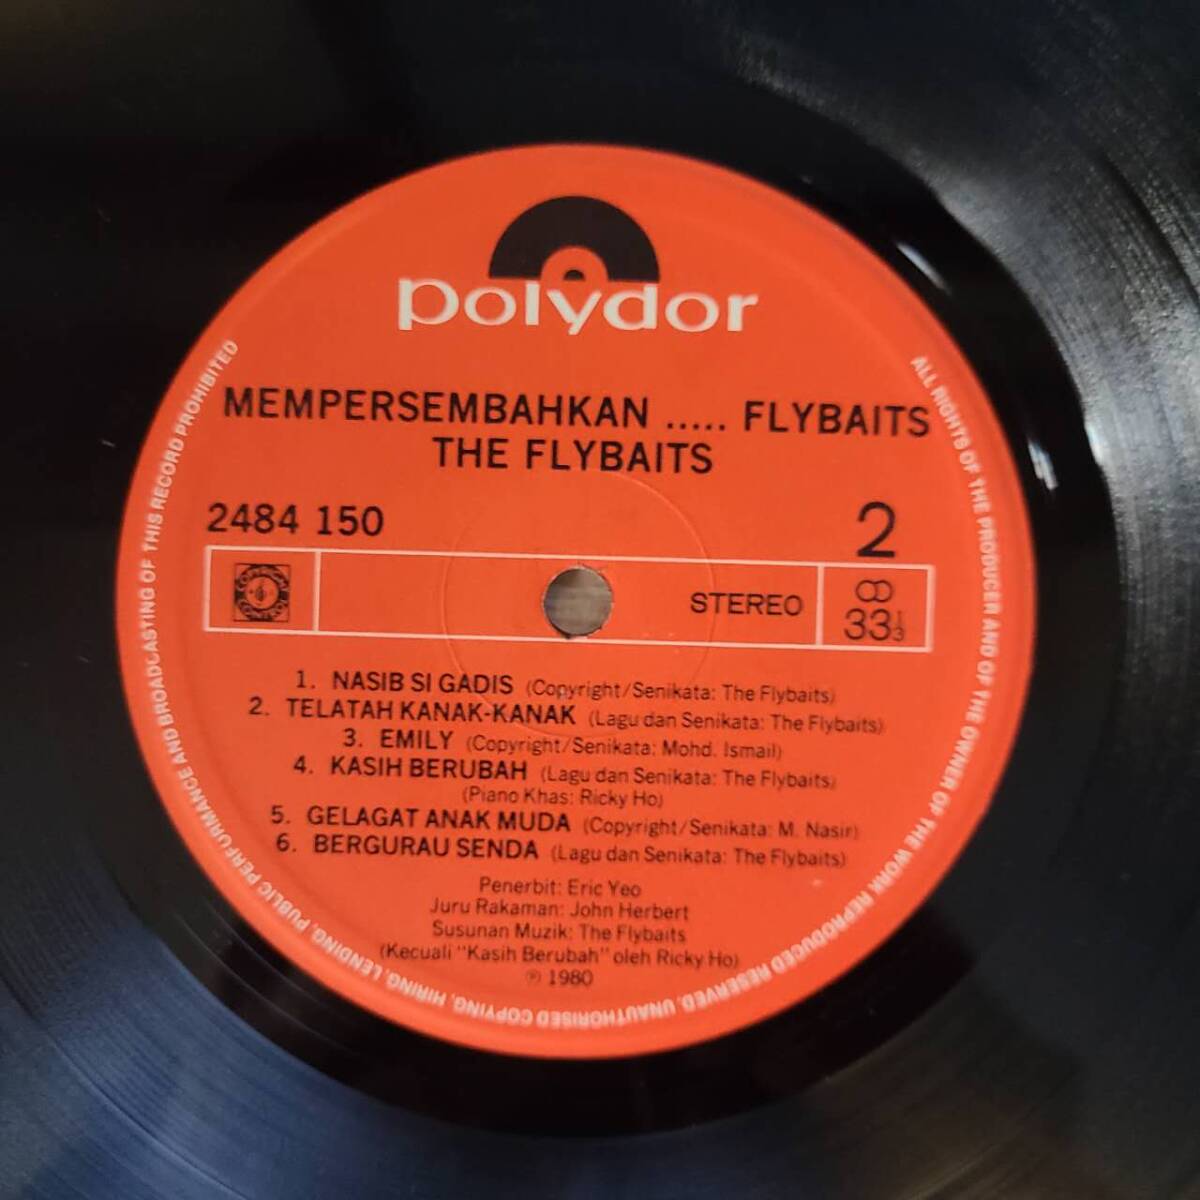 polydor
MEMPERSEMBAHKAN ..... FLYBAITS
THE FLYBAITS
2484 150
2
COPYRIGHT CONTROL
STEREO
33 1/3
1. NASIB SI GADIS (Copyright/Senikata: The Flybaits)
2. TELATAH KANAK-KANAK (Lagu dan Senikata: The Flybaits)
3. EMILY (Copyright/Senikata: Mohd. Ismail)
4. KASIH BERUBAH (Lagu dan Senikata: The Flybaits)
(Piano Khas: Ricky Ho)
5. GELAGAT ANAK MUDA (Copyright/Senikata: M. Nasir)
6. BERGURAU SENDA (Lagu dan Senikata: The Flybaits)
Penerbit: Eric Yeo
Juru Rakaman: John Herbert
Susunan Muzik: The Flybaits
(Kecuali "Kasih Berubah" oleh Ricky Ho)
℗ 1980
ALL RIGHTS OF THE PRODUCER AND OF THE OWNER OF THE WORK REPRODUCED RESERVED. UNAUTHORISED COPYING, HIRING, LENDING, PUBLIC PERFORMANCE AND BROADCASTING OF THIS RECORD PROHIBITED